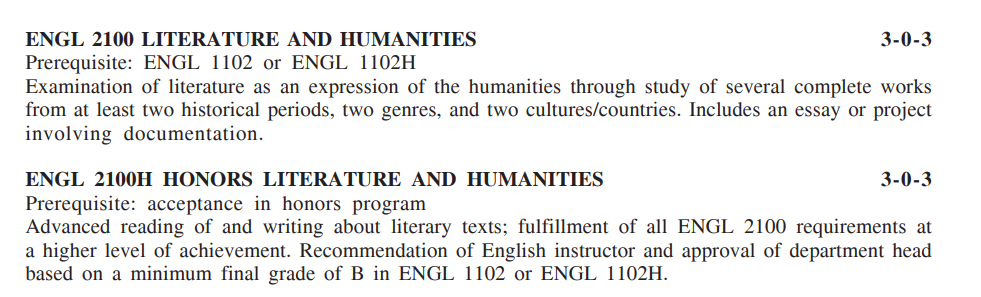 ENGL 2100 LITERATURE AND HUMANITIES 3-0-3
Prerequisite: ENGL 1102 or ENGL 1102H
Examination of literature as an expression of the humanities through study of several complete works
from at least two historical periods, two genres, and two cultures/countries. Includes an essay or project
involving documentation.
ENGL 2100H HONORS LITERATURE AND HUMANITIES 3-0-3
Prerequisite: acceptance in honors program
Advanced reading of and writing about literary texts; fulfillment of all ENGL 2100 requirements at
a higher level of achievement. Recommendation of English instructor and approval of department head
based on a minimum final grade of B in ENGL 1102 or ENGL 1102H.